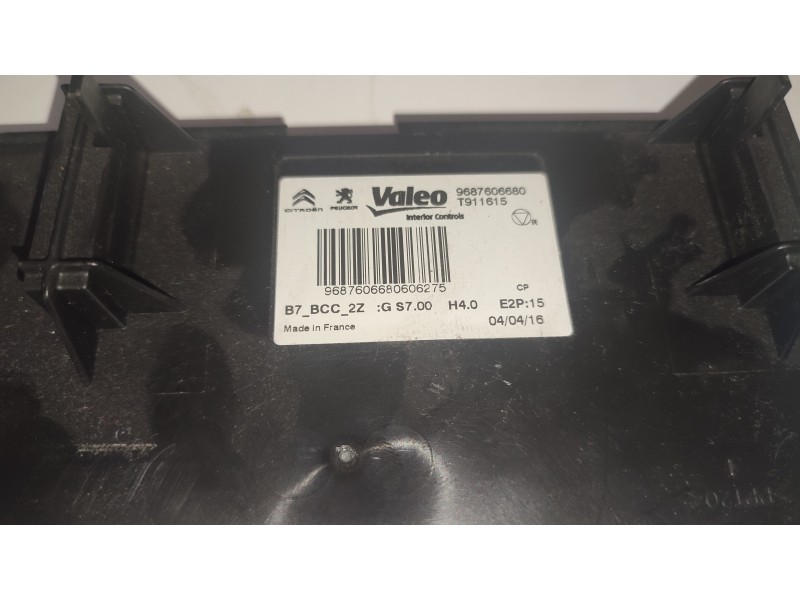 CITROËN PEUGEOT Valeo 9687606680
T911615
Interior Controls
9687606680606275
CP
B7_BCC_2Z :G S7.00 H4.0 E2P:15
Made in France 04/04/16